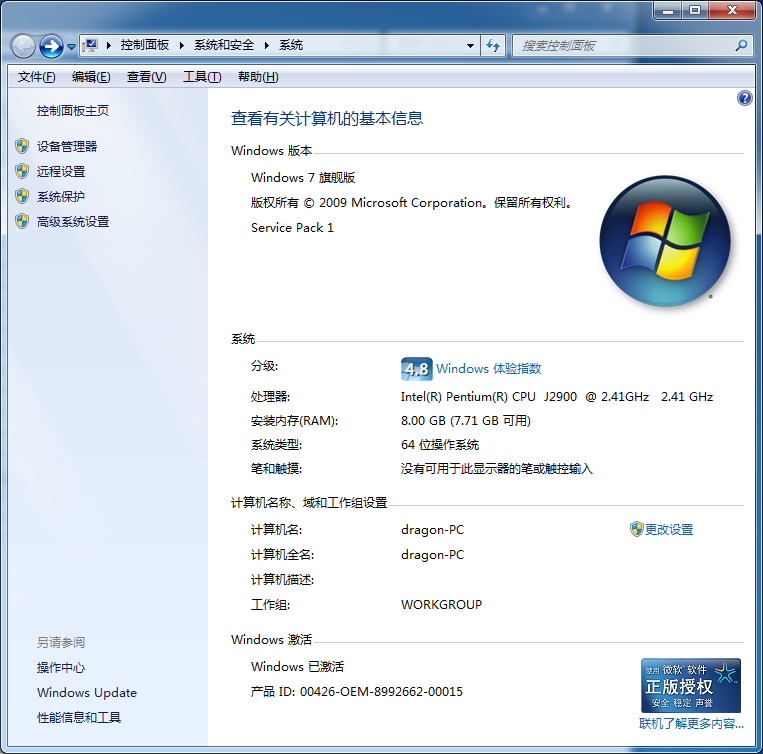 控制面板 ▸ 系统和安全 ▸ 系统
搜索控制面板
文件(F) 编辑(E) 查看(V) 工具(T) 帮助(H)
控制面板主页
设备管理器
远程设置
系统保护
高级系统设置
另请参阅
操作中心
Windows Update
性能信息和工具
查看有关计算机的基本信息
Windows 版本
Windows 7 旗舰版
版权所有 © 2009 Microsoft Corporation。保留所有权利。
Service Pack 1
系统
分级: 4.8 Windows 体验指数
处理器: Intel(R) Pentium(R) CPU J2900 @ 2.41GHz 2.41 GHz
安装内存(RAM): 8.00 GB (7.71 GB 可用)
系统类型: 64 位操作系统
笔和触摸: 没有可用于此显示器的笔或触控输入
计算机名称、域和工作组设置
计算机名: dragon-PC 更改设置
计算机全名: dragon-PC
计算机描述:
工作组: WORKGROUP
Windows 激活
Windows 已激活
产品 ID: 00426-OEM-8992662-00015
使用 微软 软件
正版授权
安全 稳定 声誉
联机了解更多内容...